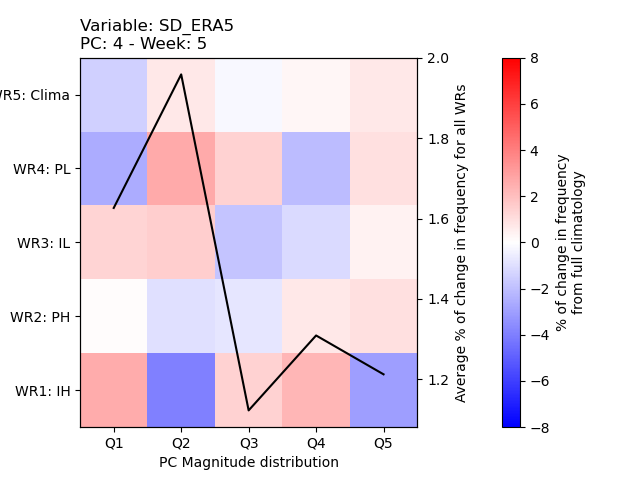 Variable: SD_ERA5
PC: 4 - Week: 5
WR5: Clima
WR4: PL
WR3: IL
WR2: PH
WR1: IH
Q1
Q2
Q3
Q4
Q5
PC Magnitude distribution
2.0
1.8
1.6
1.4
1.2
Average % of change in frequency for all WRs
8
6
4
2
0
−2
−4
−6
−8
% of change in frequency
from full climatology